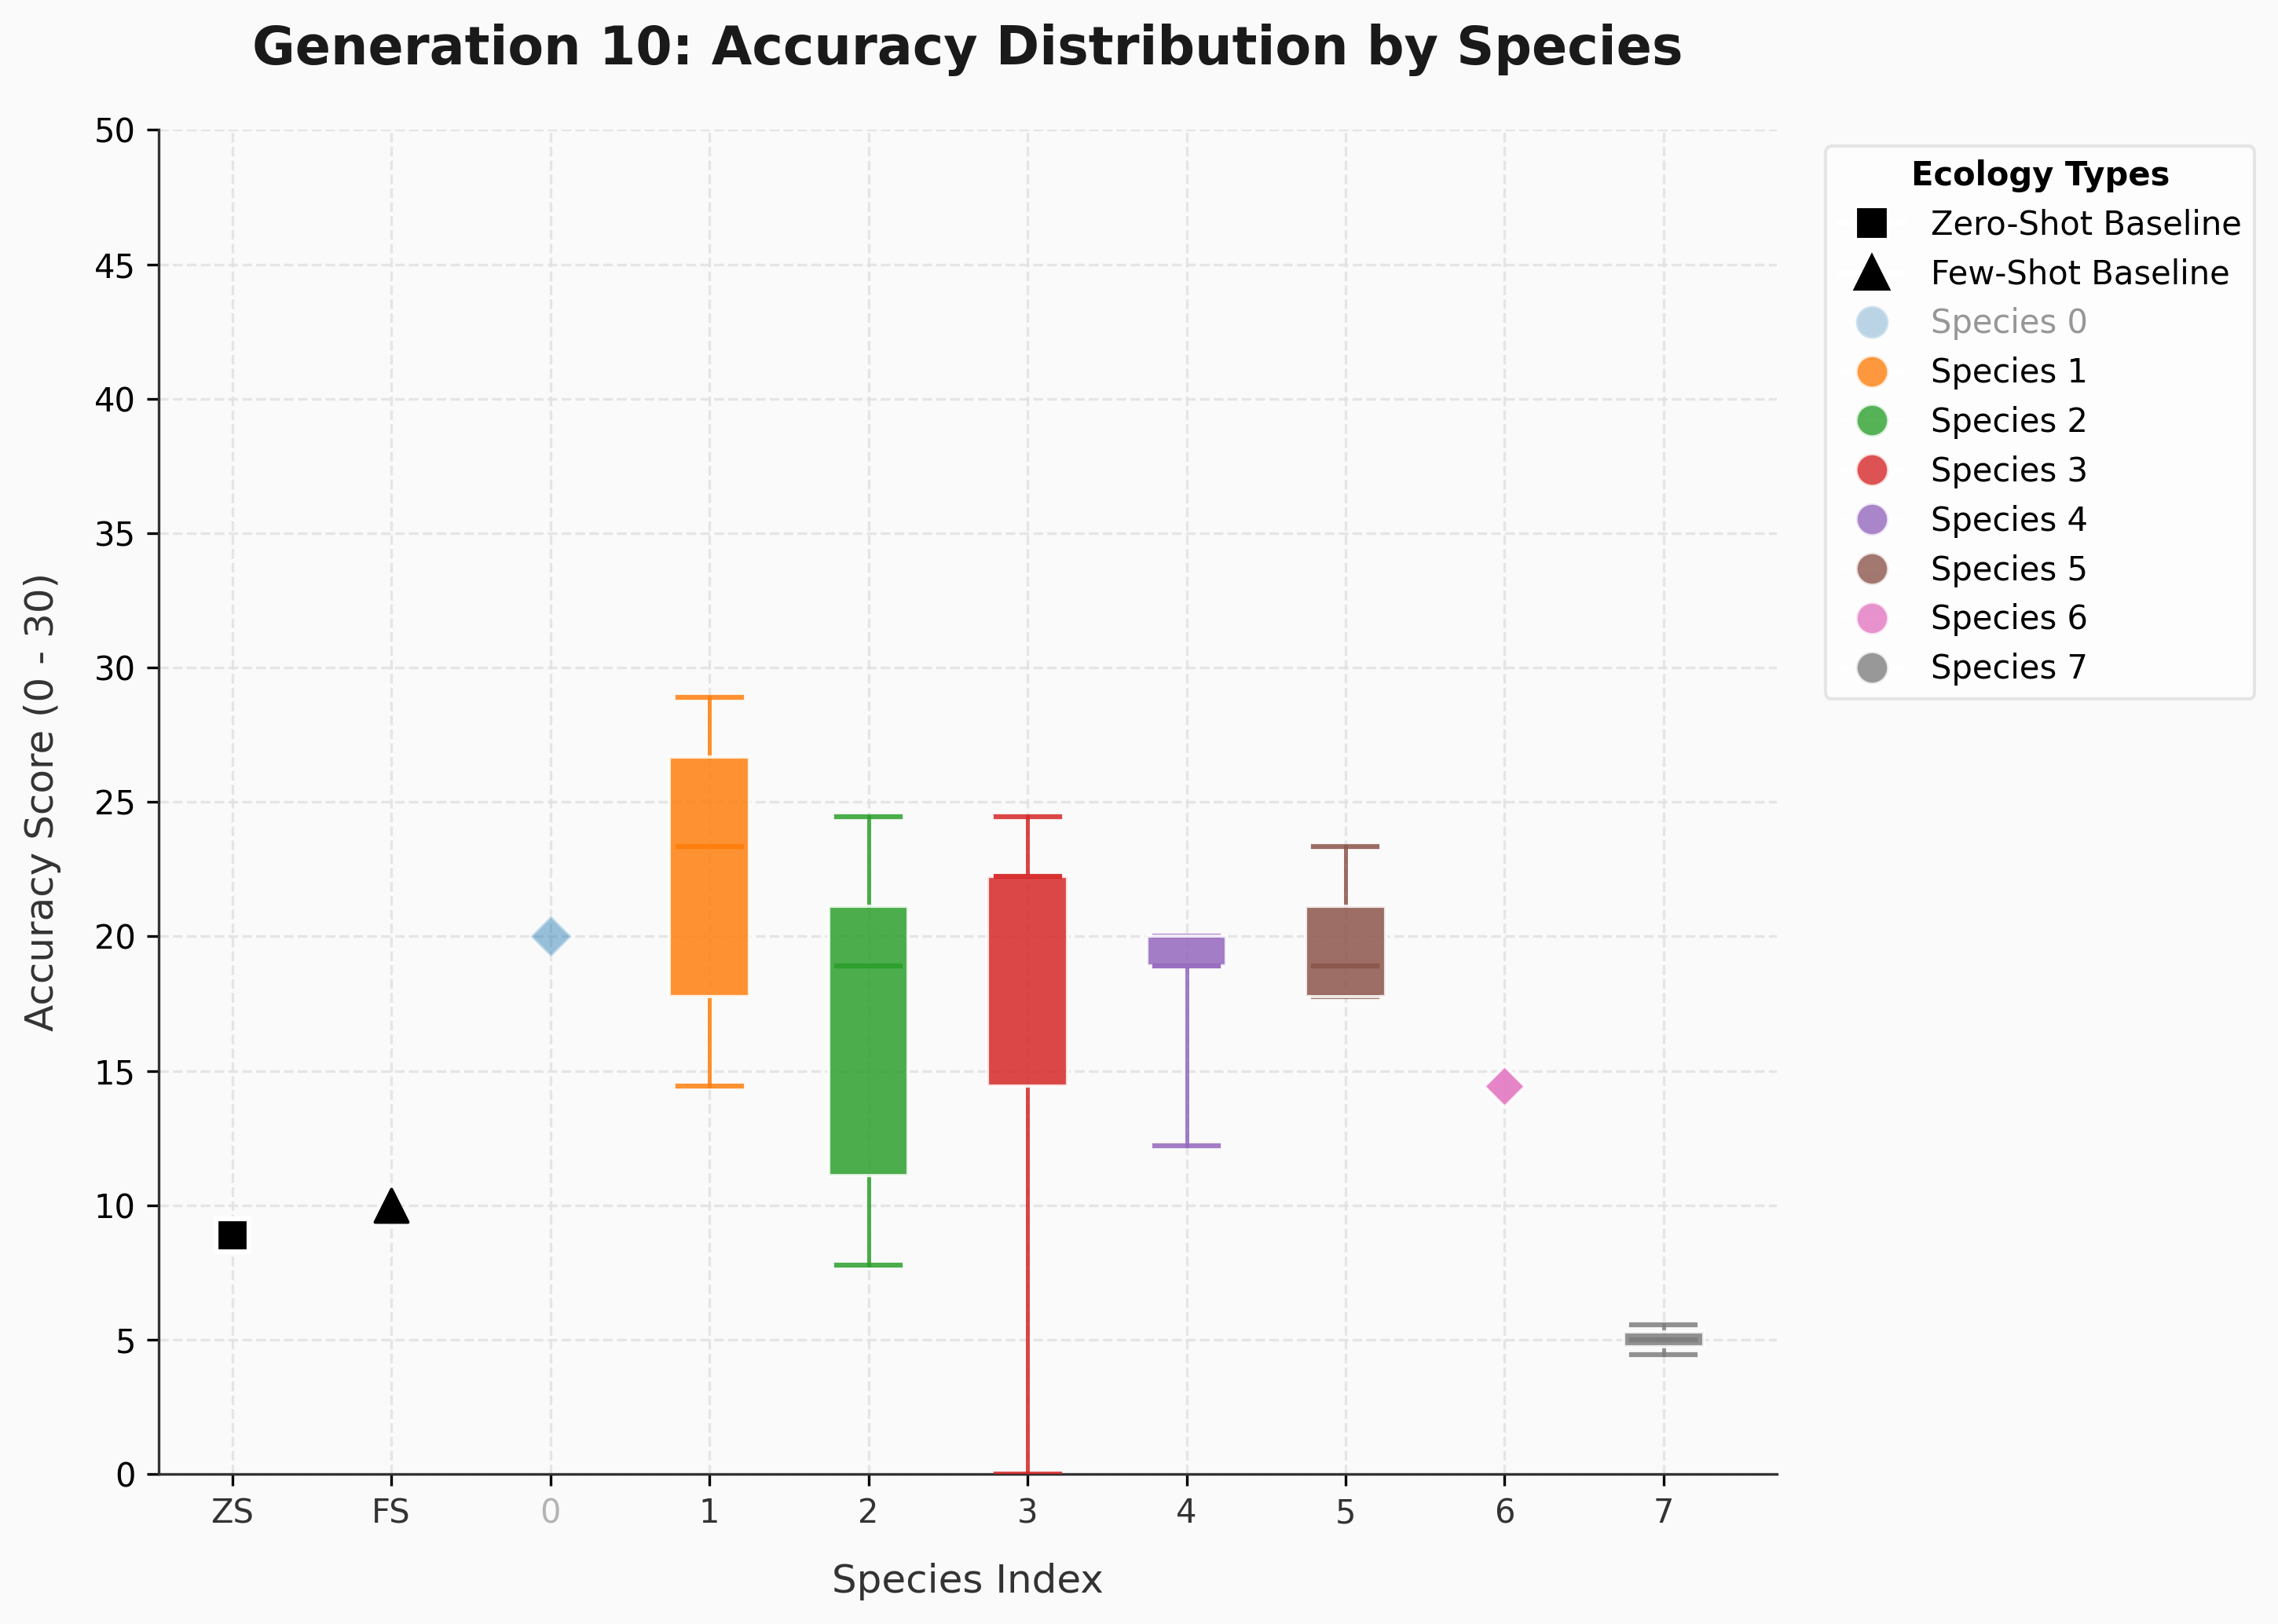 Generation 10: Accuracy Distribution by Species
50
45
40
35
30
25
20
15
10
5
0
Accuracy Score (0 - 30)
ZS FS 0 1 2 3 4 5 6 7
Species Index
Ecology Types
Zero-Shot Baseline
Few-Shot Baseline
Species 0
Species 1
Species 2
Species 3
Species 4
Species 5
Species 6
Species 7